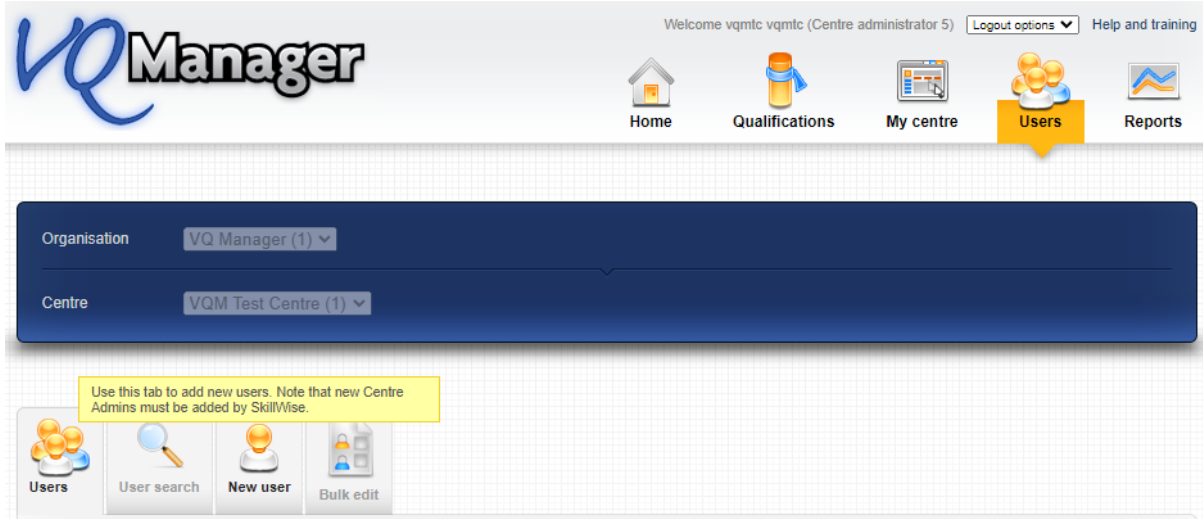 VQManager
Welcome vqmtc vqmtc (Centre administrator 5) Logout options Help and training
Home Qualifications My centre Users Reports
Organisation VQ Manager (1)
Centre VQM Test Centre (1)
Use this tab to add new users. Note that new Centre
Admins must be added by SkillWise.
Users User search New user Bulk edit